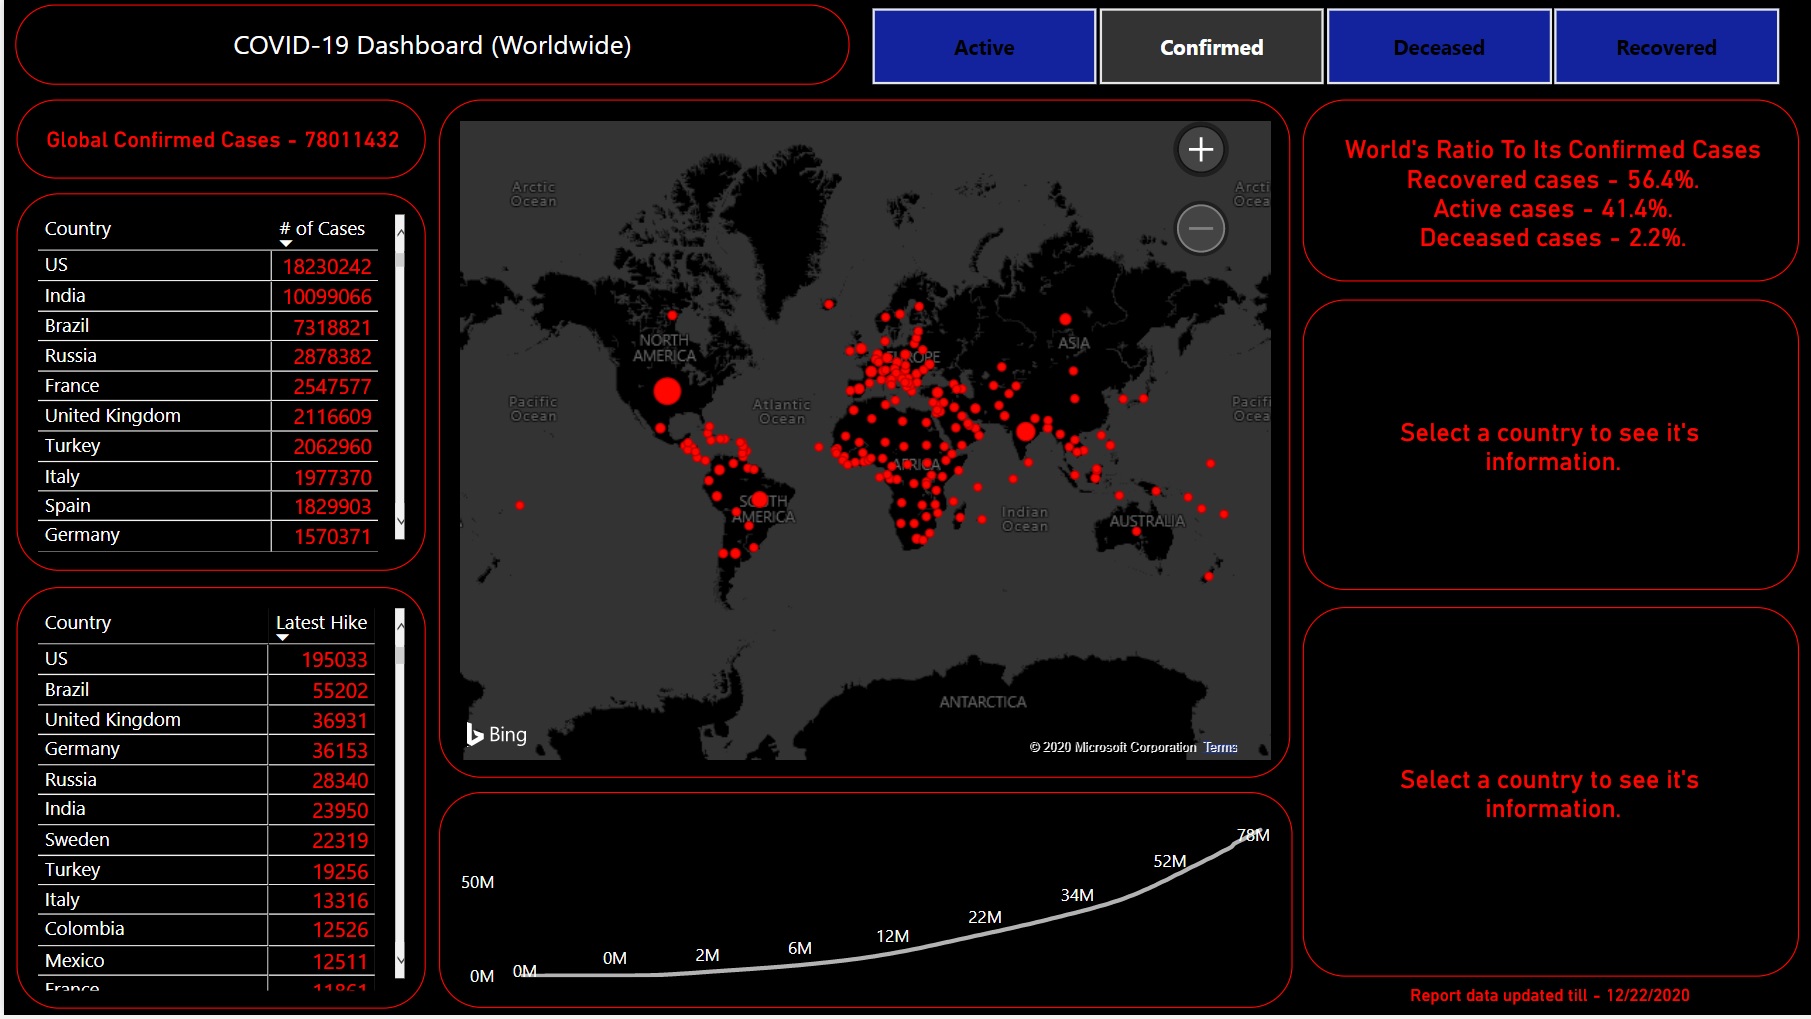 COVID-19 Dashboard (Worldwide)
Active
Confirmed
Deceased
Recovered
Global Confirmed Cases - 78011432
Country # of Cases
US 18230242
India 10099066
Brazil 7318821
Russia 2878382
France 2547577
United Kingdom 2116609
Turkey 2062960
Italy 1977370
Spain 1829903
Germany 1570371
Country Latest Hike
US 195033
Brazil 55202
United Kingdom 36931
Germany 36153
Russia 28340
India 23950
Sweden 22319
Turkey 19256
Italy 13316
Colombia 12526
Mexico 12511
France 11861
Arctic
Ocean
Arcti
Ocea
NORTH
AMERICA
EUROPE
ASIA
Pacific
Ocean
Atlantic
Ocean
Pacifi
Ocea
AFRICA
SOUTH
AMERICA
Indian
Ocean
AUSTRALIA
ANTARCTICA
Bing
© 2020 Microsoft Corporation Terms
50M
0M
0M
0M
2M
6M
12M
22M
34M
52M
78M
World's Ratio To Its Confirmed Cases
Recovered cases - 56.4%.
Active cases - 41.4%.
Deceased cases - 2.2%.
Select a country to see it's
information.
Select a country to see it's
information.
Report data updated till - 12/22/2020